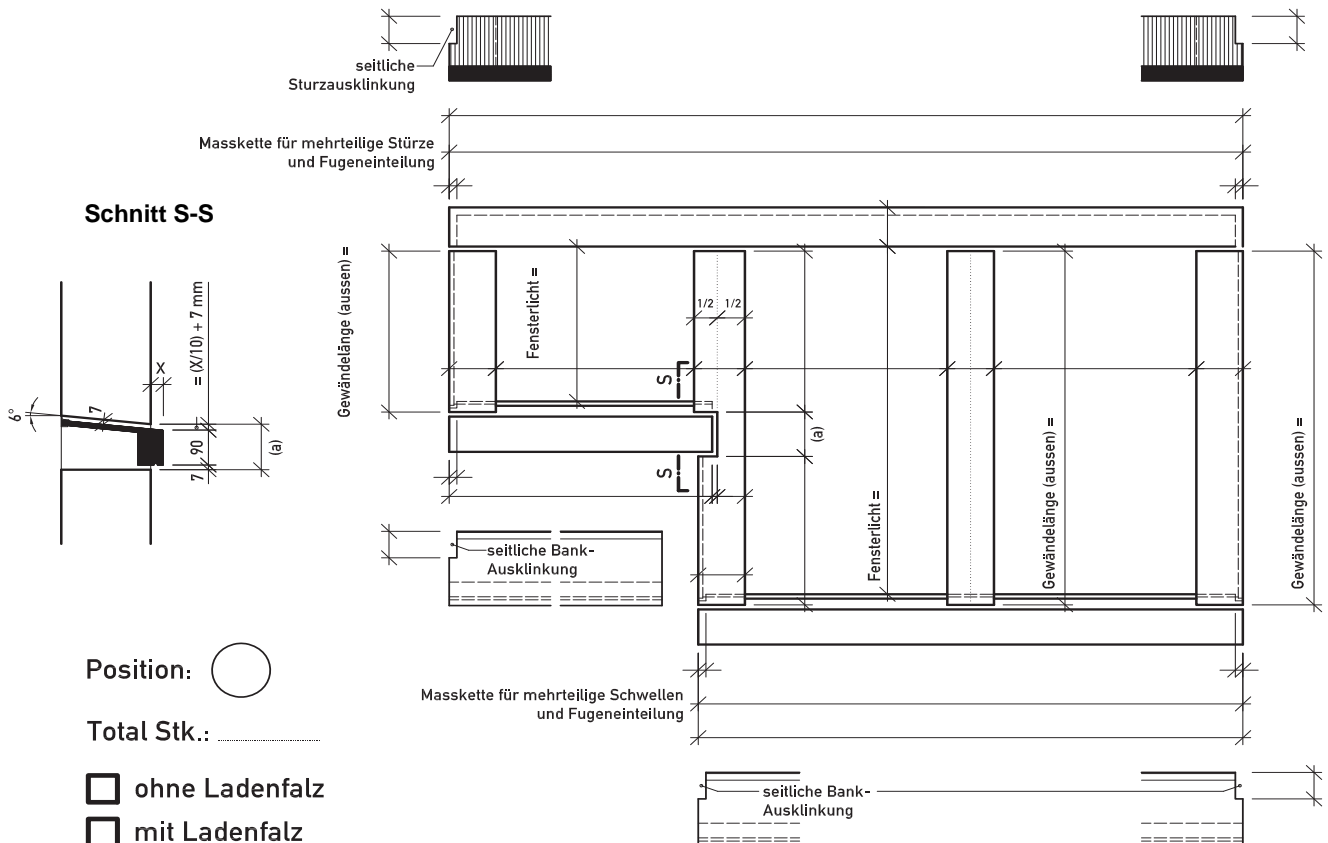 seitliche
Sturzausklinkung
Masskette für mehrteilige Stürze
und Fugeneinteilung
Schnitt S-S
Gewändelänge (aussen) =
Fensterlicht =
1/2 1/2
S
S
(a)
Fensterlicht =
Gewändelänge (aussen) =
Gewändelänge (aussen) =
X
= (X/10) + 7 mm
6°
7
90
7
(a)
seitliche Bank-
Ausklinkung
Position:
Total Stk.:
ohne Ladenfalz
mit Ladenfalz
Masskette für mehrteilige Schwellen
und Fugeneinteilung
seitliche Bank-
Ausklinkung